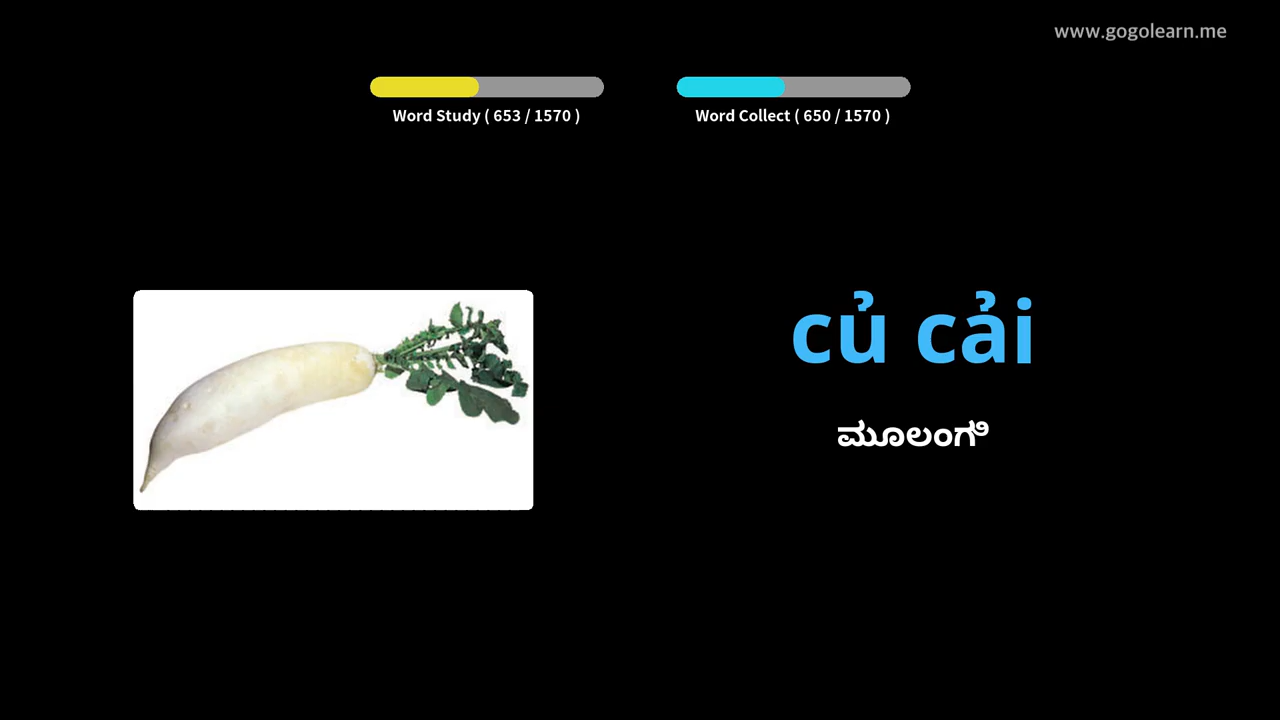 www.gogolearn.me
Word Study ( 653 / 1570 )
Word Collect ( 650 / 1570 )
củ cải
ಮೂಲಂಗಿ